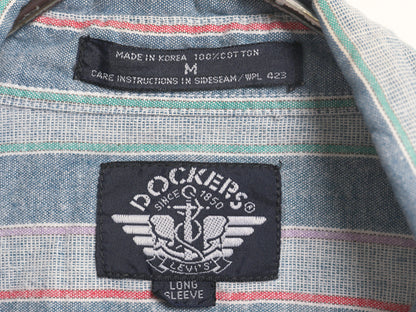 MADE IN KOREA 100% COTTON
M
CARE INSTRUCTIONS IN SIDESEAM/WPL 423
DOCKERS®
SINCE 1850
LEVI'S
LONG
SLEEVE